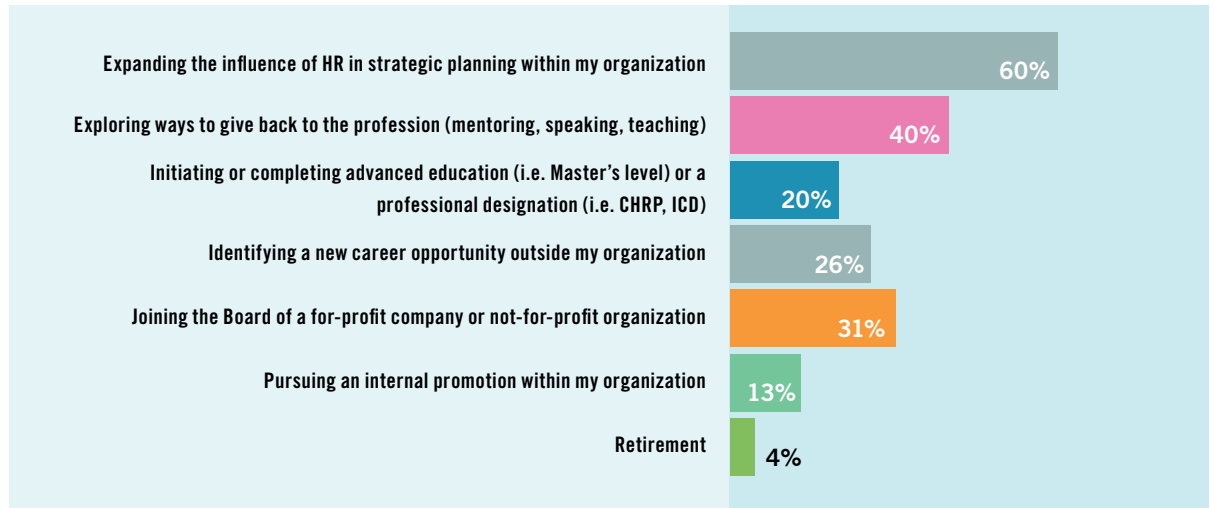 Expanding the influence of HR in strategic planning within my organization
60%
Exploring ways to give back to the profession (mentoring, speaking, teaching)
40%
Initiating or completing advanced education (i.e. Master's level) or a
professional designation (i.e. CHRP, ICD)
20%
Identifying a new career opportunity outside my organization
26%
Joining the Board of a for-profit company or not-for-profit organization
31%
Pursuing an internal promotion within my organization
13%
Retirement
4%